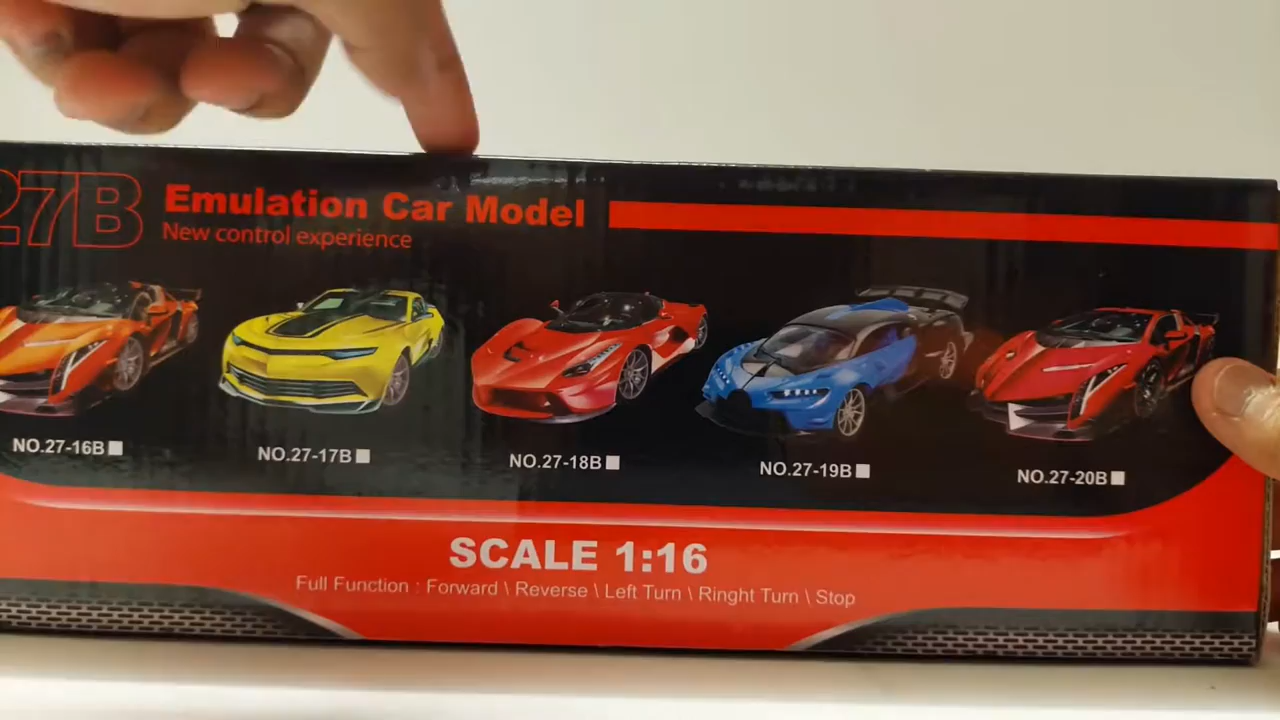 27B
Emulation Car Model
New control experience
NO.27-16B
NO.27-17B
NO.27-18B
NO.27-19B
NO.27-20B
SCALE 1:16
Full Function : Forward \ Reverse \ Left Turn \ Ringht Turn \ Stop